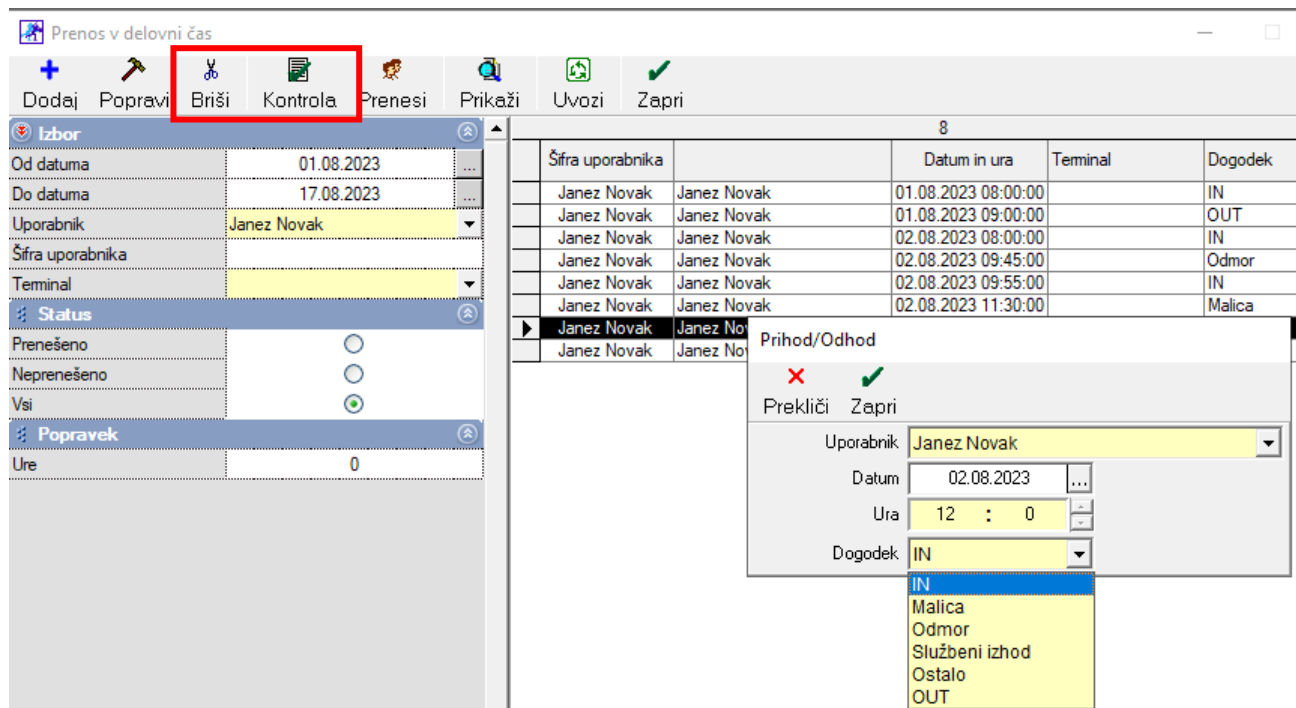 Prenos v delovni čas
Dodaj Popravi Briši Kontrola Prenesi Prikaži Uvozi Zapri
Izbor
Od datuma 01.08.2023 ...
Do datuma 17.08.2023 ...
Uporabnik Janez Novak
Šifra uporabnika
Terminal
Status
Prenešeno
Neprenešeno
Vsi
Popravek
Ure 0
8
Šifra uporabnika Datum in ura Terminal Dogodek
Janez Novak Janez Novak 01.08.2023 08:00:00 IN
Janez Novak Janez Novak 01.08.2023 09:00:00 OUT
Janez Novak Janez Novak 02.08.2023 08:00:00 IN
Janez Novak Janez Novak 02.08.2023 09:45:00 Odmor
Janez Novak Janez Novak 02.08.2023 09:55:00 IN
Janez Novak Janez Novak 02.08.2023 11:30:00 Malica
Janez Novak Janez Nov
Janez Novak Janez Nov
Prihod/Odhod
Prekliči Zapri
Uporabnik Janez Novak
Datum 02.08.2023 ...
Ura 12 : 0
Dogodek IN
IN
Malica
Odmor
Službeni izhod
Ostalo
OUT